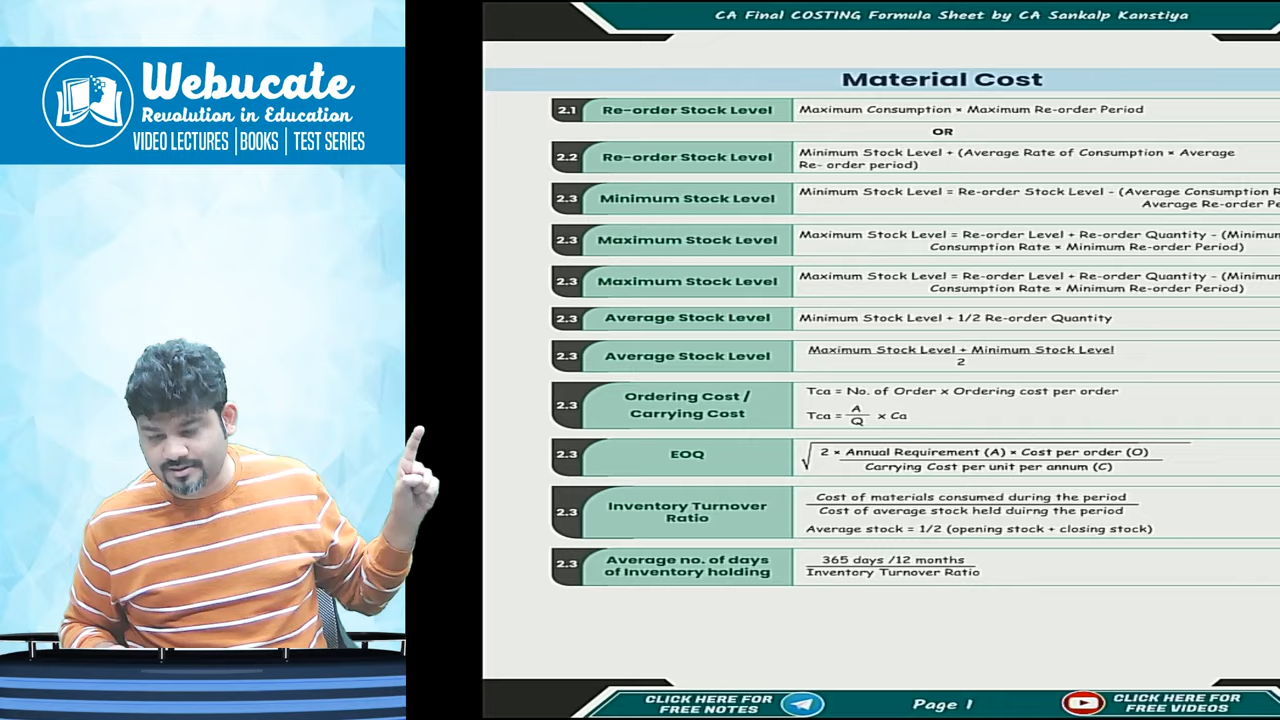 Webucate
Revolution in Education
VIDEO LECTURES | BOOKS | TEST SERIES
CA Final COSTING Formula Sheet by CA Sankalp Kanstiya
Material Cost
2.1 Re-order Stock Level Maximum Consumption × Maximum Re-order Period
OR
2.2 Re-order Stock Level Minimum Stock Level + (Average Rate of Consumption × Average
Re- order period)
2.3 Minimum Stock Level Minimum Stock Level = Re-order Stock Level - (Average Consumption R
Average Re-order Pe
2.3 Maximum Stock Level Maximum Stock Level = Re-order Level + Re-order Quantity - (Minimum
Consumption Rate × Minimum Re-order Period)
2.3 Maximum Stock Level Maximum Stock Level = Re-order Level + Re-order Quantity - (Minimum
Consumption Rate × Minimum Re-order Period)
2.3 Average Stock Level Minimum Stock Level + 1/2 Re-order Quantity
2.3 Average Stock Level Maximum Stock Level + Minimum Stock Level
2
2.3 Ordering Cost /
Carrying Cost
Tca = No. of Order x Ordering cost per order
Tca = A/Q x Ca
2.3 EOQ √ 2 × Annual Requirement (A) × Cost per order (O)
Carrying Cost per unit per annum (C)
2.3 Inventory Turnover
Ratio
Cost of materials consumed during the period
Cost of average stock held duirng the period
Average stock = 1/2 (opening stock + closing stock)
2.3 Average no. of days
of Inventory holding
365 days /12 months
Inventory Turnover Ratio
CLICK HERE FOR
FREE NOTES
Page 1
CLICK HERE FOR
FREE VIDEOS